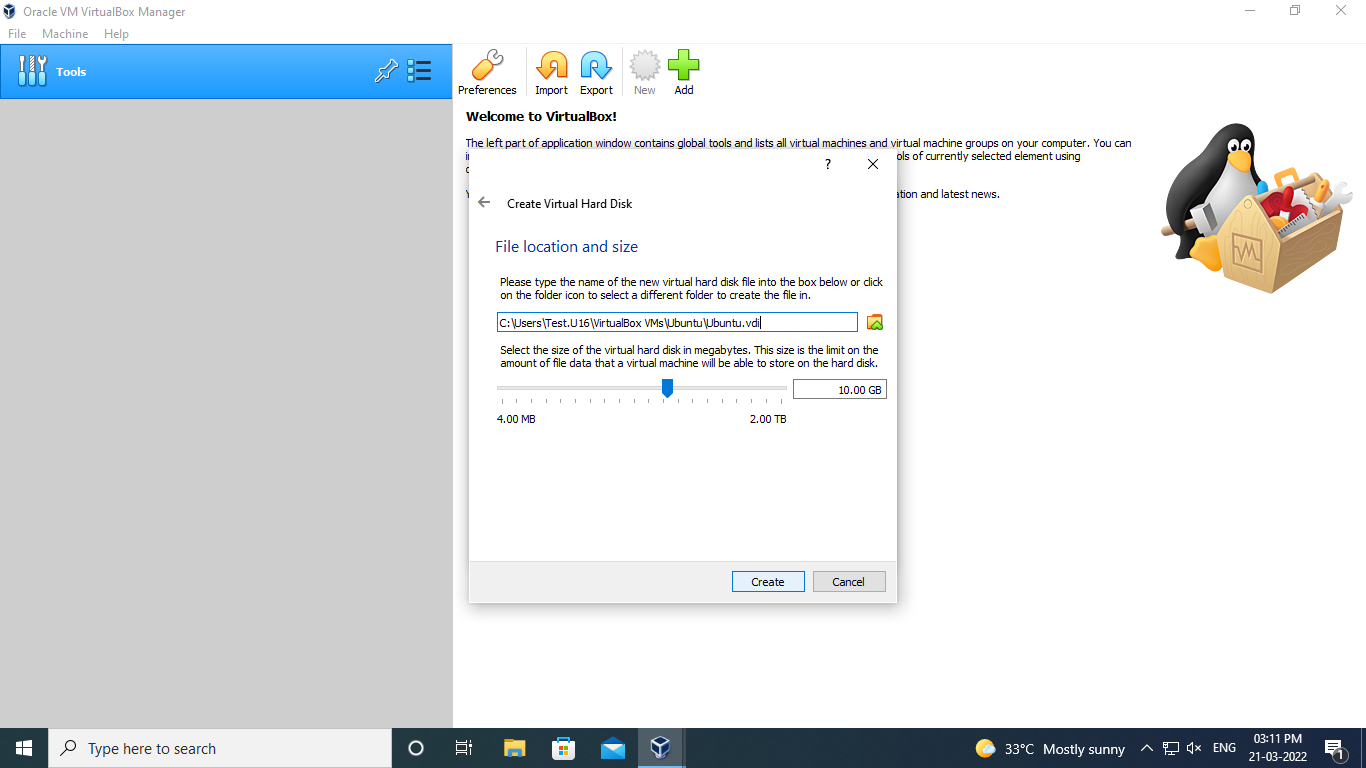 Oracle VM VirtualBox Manager
File Machine Help
Tools
Preferences Import Export New Add
Welcome to VirtualBox!
The left part of application window contains global tools and lists all virtual machines and virtual machine groups on your computer. You can
ols of currently selected element using
ation and latest news.
?
Create Virtual Hard Disk
File location and size
Please type the name of the new virtual hard disk file into the box below or click
on the folder icon to select a different folder to create the file in.
C:\Users\Test.U16\VirtualBox VMs\Ubuntu\Ubuntu.vdi
Select the size of the virtual hard disk in megabytes. This size is the limit on the
amount of file data that a virtual machine will be able to store on the hard disk.
10.00 GB
4.00 MB 2.00 TB
Create Cancel
Type here to search
33°C Mostly sunny
ENG
03:11 PM
21-03-2022
1